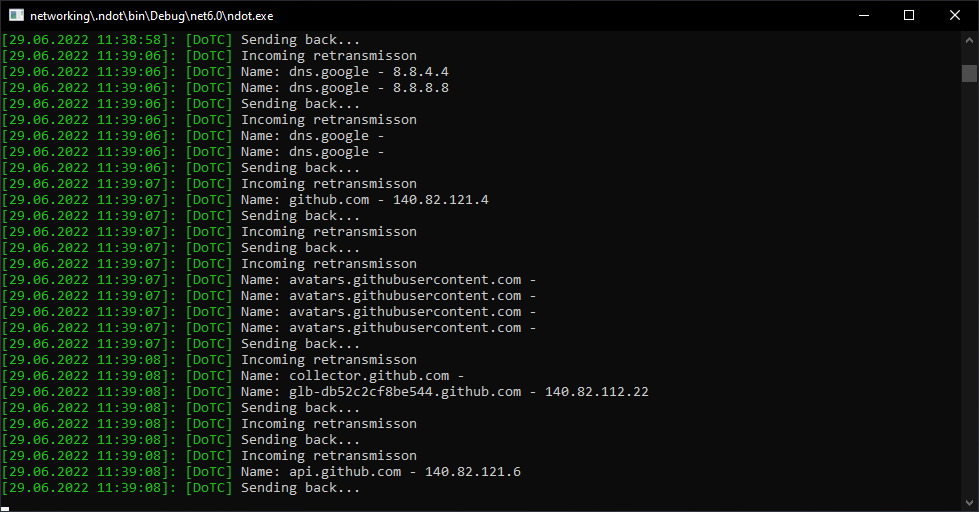 networking\.ndot\bin\Debug\net6.0\ndot.exe
[29.06.2022 11:38:58]: [DoTC] Sending back...
[29.06.2022 11:39:06]: [DoTC] Incoming retransmisson
[29.06.2022 11:39:06]: [DoTC] Name: dns.google - 8.8.4.4
[29.06.2022 11:39:06]: [DoTC] Name: dns.google - 8.8.8.8
[29.06.2022 11:39:06]: [DoTC] Sending back...
[29.06.2022 11:39:06]: [DoTC] Incoming retransmisson
[29.06.2022 11:39:06]: [DoTC] Name: dns.google -
[29.06.2022 11:39:06]: [DoTC] Name: dns.google -
[29.06.2022 11:39:06]: [DoTC] Sending back...
[29.06.2022 11:39:07]: [DoTC] Incoming retransmisson
[29.06.2022 11:39:07]: [DoTC] Name: github.com - 140.82.121.4
[29.06.2022 11:39:07]: [DoTC] Sending back...
[29.06.2022 11:39:07]: [DoTC] Incoming retransmisson
[29.06.2022 11:39:07]: [DoTC] Sending back...
[29.06.2022 11:39:07]: [DoTC] Incoming retransmisson
[29.06.2022 11:39:07]: [DoTC] Name: avatars.githubusercontent.com -
[29.06.2022 11:39:07]: [DoTC] Name: avatars.githubusercontent.com -
[29.06.2022 11:39:07]: [DoTC] Name: avatars.githubusercontent.com -
[29.06.2022 11:39:07]: [DoTC] Name: avatars.githubusercontent.com -
[29.06.2022 11:39:07]: [DoTC] Sending back...
[29.06.2022 11:39:08]: [DoTC] Incoming retransmisson
[29.06.2022 11:39:08]: [DoTC] Name: collector.github.com -
[29.06.2022 11:39:08]: [DoTC] Name: glb-db52c2cf8be544.github.com - 140.82.112.22
[29.06.2022 11:39:08]: [DoTC] Sending back...
[29.06.2022 11:39:08]: [DoTC] Incoming retransmisson
[29.06.2022 11:39:08]: [DoTC] Sending back...
[29.06.2022 11:39:08]: [DoTC] Incoming retransmisson
[29.06.2022 11:39:08]: [DoTC] Name: api.github.com - 140.82.121.6
[29.06.2022 11:39:08]: [DoTC] Sending back...